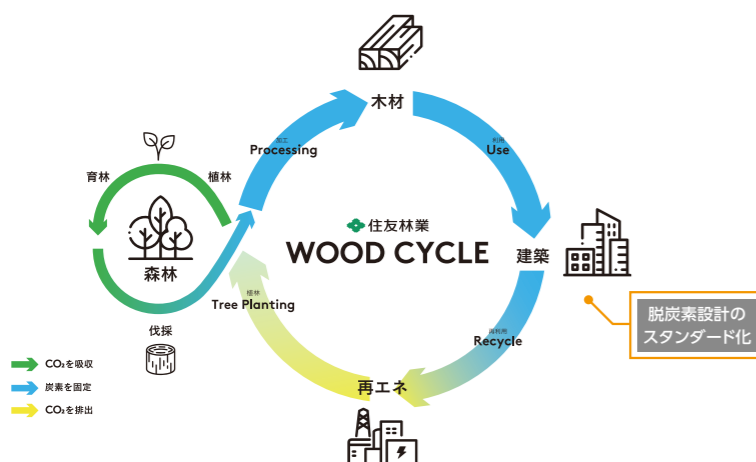 木材
加工
Processing
利用
Use
育林
植林
森林
伐採
住友林業
WOOD CYCLE
建築
脱炭素設計の
スタンダード化
植林
Tree Planting
再利用
Recycle
再エネ
CO₂を吸収
炭素を固定
CO₂を排出